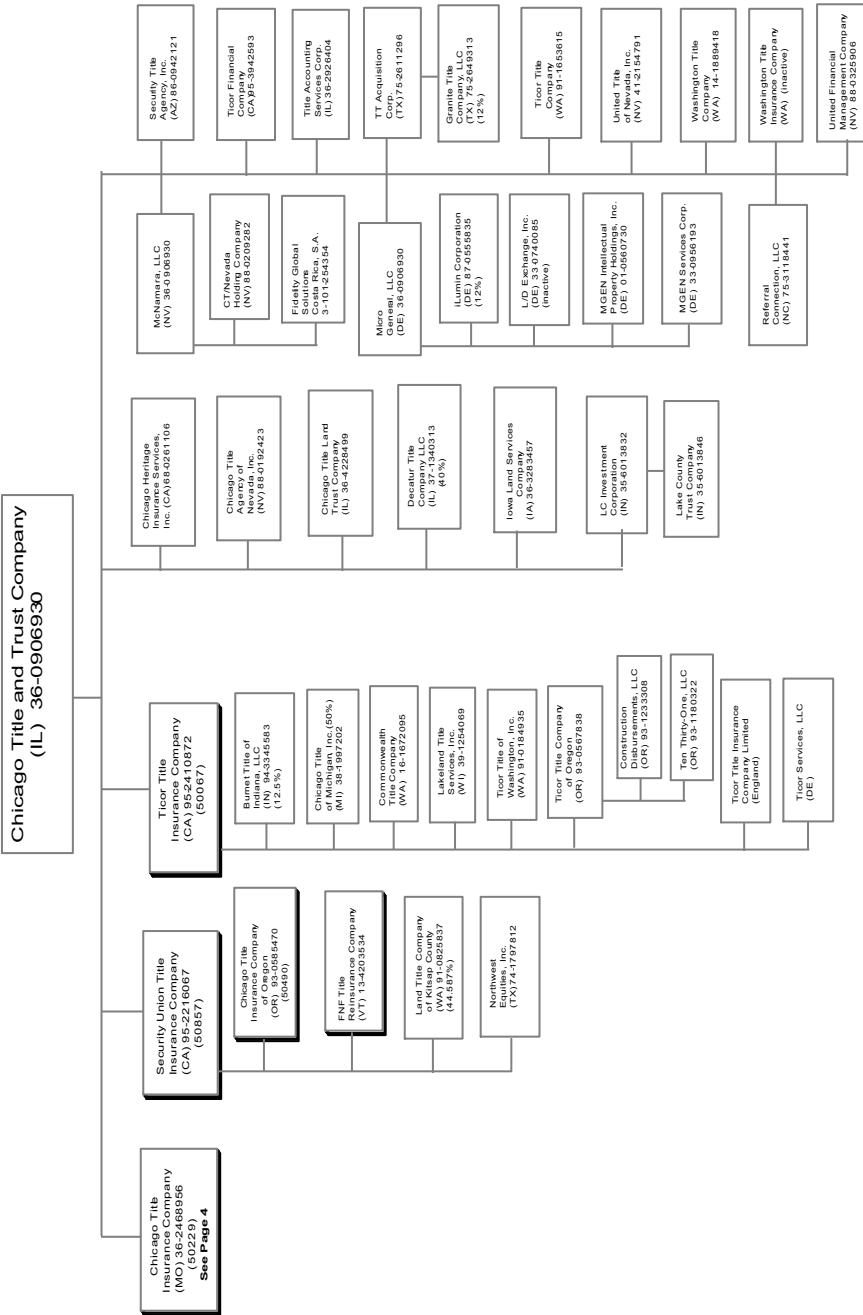 Chicago Title and Trust Company
(IL) 36-0906930
Chicago Title
Insurance Company
(MO) 36-2468956
(50229)
See Page 4
Security Union Title
Insurance Company
(CA) 95-2216067
(50857)
Chicago Title
Insurance Company
of Oregon
(OR) 93-0585470
(50490)
FNF Title
Reinsurance Company
(VT) 13-4203534
Land Title Company
of Kitsap County
(WA) 91-0825837
(44.587%)
Northwest
Equities, Inc.
(TX) 74-1797812
Ticor Title
Insurance Company
(CA) 95-2410872
(50067)
Burnet Title of
Indiana, LLC
(IN) 94-3345583
(12.5%)
Chicago Title
of Michigan, Inc.(50%)
(MI) 38-1997202
Commonwealth
Title Company
(WA) 16-1672095
Lakeland Title
Services, Inc.
(WI) 39-1254069
Ticor Title of
Washington, Inc.
(WA) 91-0184935
Ticor Title Company
of Oregon
(OR) 93-0567838
Construction
Disbursements, LLC
(OR) 93-1233308
Ten Thirty-One, LLC
(OR) 93-1180322
Ticor Title Insurance
Company Limited
(England)
Ticor Services, LLC
(DE)
Chicago Heritage
Insurance Services,
Inc. (CA) 68-0261106
Chicago Title
Agency of
Nevada, Inc.
(NV) 88-0192423
Chicago Title Land
Trust Company
(IL) 36-4228499
Decatur Title
Company LLC
(IL) 37-1340313
(40%)
Iowa Land Services
Company
(IA) 36-3283457
LC Investment
Corporation
(IN) 35-6013832
Lake County
Trust Company
(IN) 35-6013846
McNamara, LLC
(NV) 36-0906930
CT/Nevada
Holding Company
(NV) 88-0209282
Fidelity Global
Solutions
Costa Rica, S.A.
3-101-254354
Micro
General, LLC
(DE) 36-0906930
iLumin Corporation
(DE) 87-0555835
(12%)
L/D Exchange, Inc.
(DE) 33-0740085
(inactive)
MGEN Intellectual
Property Holdings, Inc.
(DE) 01-0560730
MGEN Services Corp.
(DE) 33-0956193
Referral
Connection, LLC
(NC) 75-3118441
Security Title
Agency, Inc.
(AZ) 86-0942121
Ticor Financial
Company
(CA) 95-3942593
Title Accounting
Services Corp.
(IL) 36-2926404
TT Acquisition
Corp.
(TX) 75-2611296
Granite Title
Company, LLC
(TX) 75-2649313
(12%)
Ticor Title
Company
(WA) 91-1653615
United Title
of Nevada, Inc.
(NV) 41-2154791
Washington Title
Company
(WA) 14-1889418
Washington Title
Insurance Company
(WA) (inactive)
United Financial
Management Company
(NV) 88-0325906